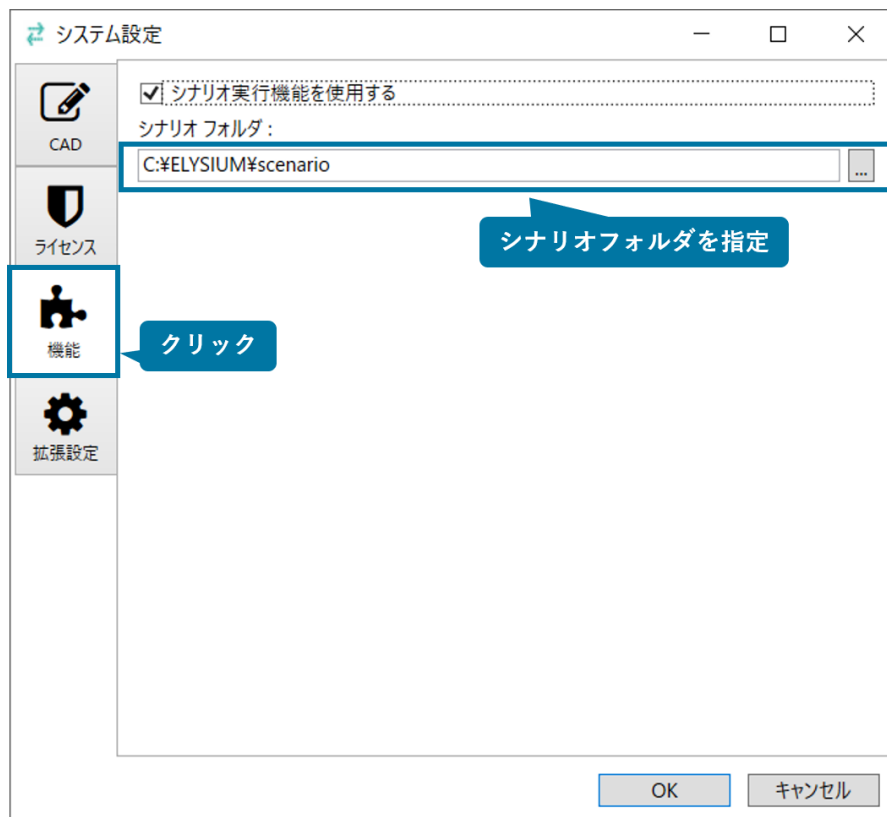 システム設定
CAD
ライセンス
機能
拡張設定
シナリオ実行機能を使用する
シナリオ フォルダ :
C:¥ELYSIUM¥scenario
...
シナリオフォルダを指定
クリック
OK
キャンセル